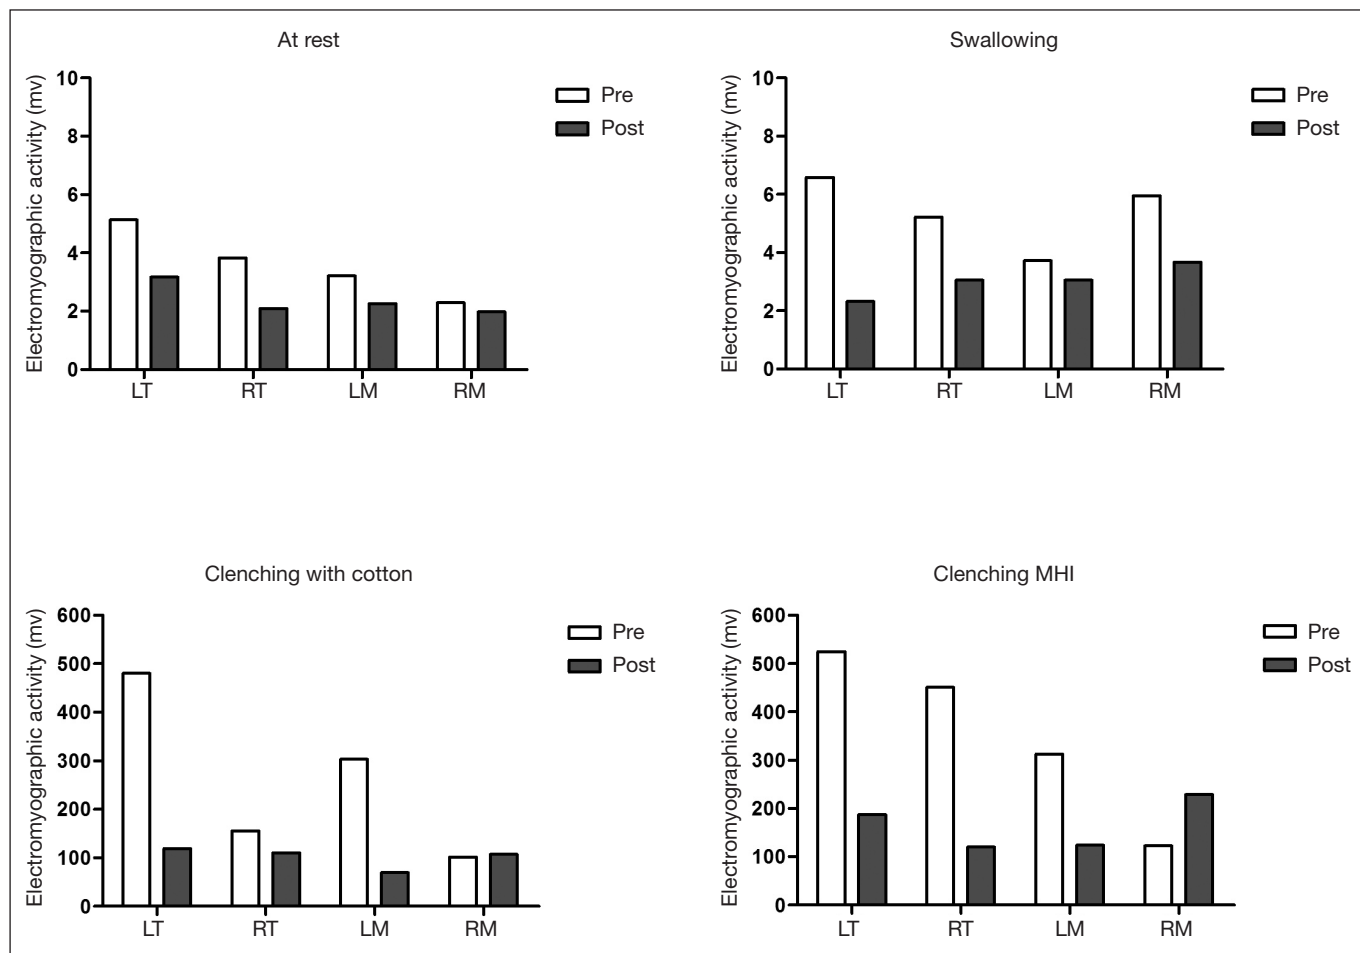 At rest
Electromyographic activity (mv)
10
8
6
4
2
0
LT RT LM RM
Pre
Post
Swallowing
Electromyographic activity (mv)
10
8
6
4
2
0
LT RT LM RM
Pre
Post
Clenching with cotton
Electromyographic activity (mv)
600
500
400
300
200
100
0
LT RT LM RM
Pre
Post
Clenching MHI
Electromyographic activity (mv)
600
500
400
300
200
100
0
LT RT LM RM
Pre
Post